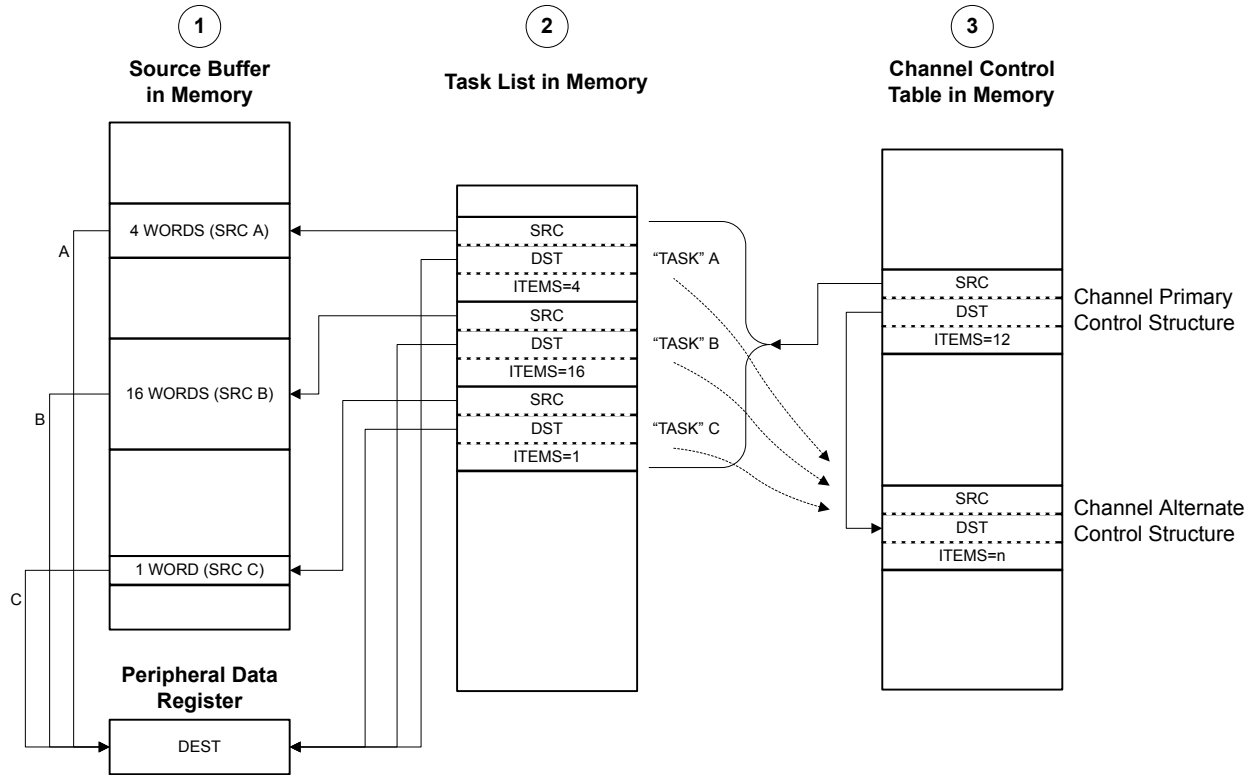 1
Source Buffer
in Memory
4 WORDS (SRC A)
16 WORDS (SRC B)
1 WORD (SRC C)
A
B
C
Peripheral Data
Register
DEST
2
Task List in Memory
SRC
DST
ITEMS=4
SRC
DST
ITEMS=16
SRC
DST
ITEMS=1
“TASK” A
“TASK” B
“TASK” C
3
Channel Control
Table in Memory
SRC
DST
ITEMS=12
Channel Primary
Control Structure
SRC
DST
ITEMS=n
Channel Alternate
Control Structure